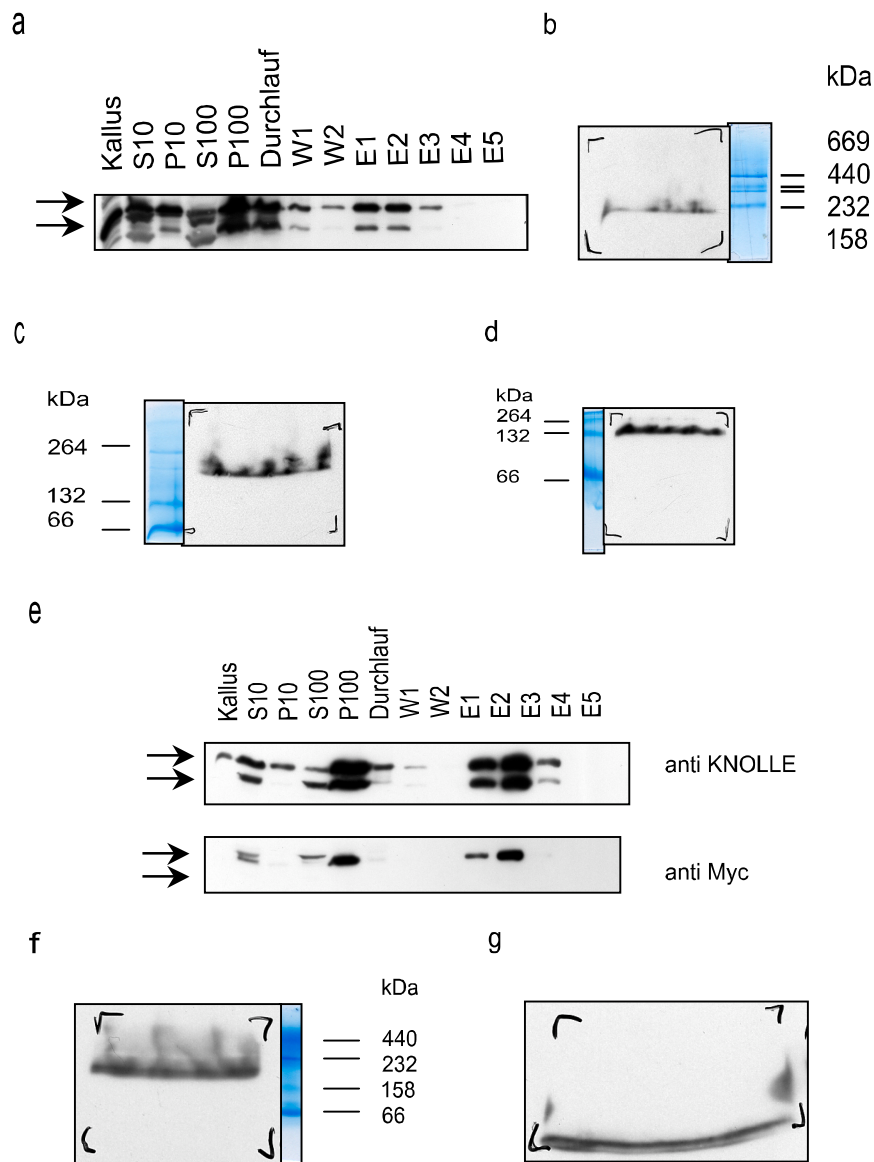 a
Kallus S10 P10 S100 P100 Durchlauf W1 W2 E1 E2 E3 E4 E5
b
kDa
669
440
232
158
c
kDa
264
132
66
d
kDa
264
132
66
e
Kallus S10 P10 S100 P100 Durchlauf W1 W2 E1 E2 E3 E4 E5
anti KNOLLE
anti Myc
f
kDa
440
232
158
66
g